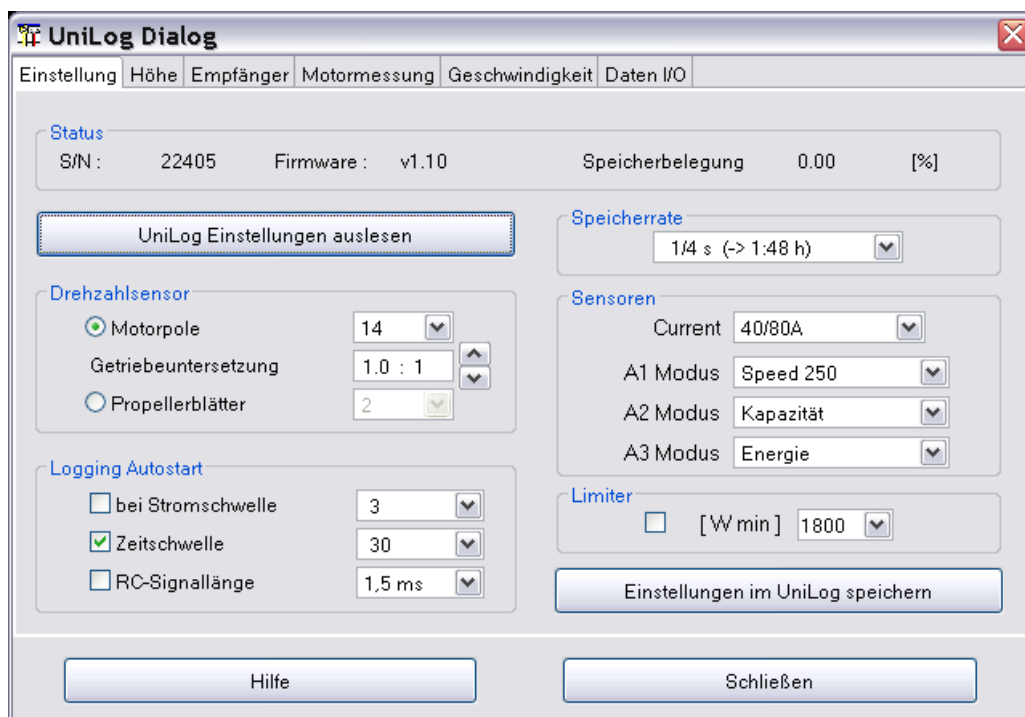 UniLog Dialog
Einstellung Höhe Empfänger Motormessung Geschwindigkeit Daten I/O
Status
S/N : 22405 Firmware : v1.10 Speicherbelegung 0.00 [%]
UniLog Einstellungen auslesen
Speicherrate
1/4 s (-> 1:48 h)
Drehzahlsensor
Motorpole 14
Getriebeuntersetzung 1.0 : 1
Propellerblätter 2
Sensoren
Current 40/80A
A1 Modus Speed 250
A2 Modus Kapazität
A3 Modus Energie
Logging Autostart
bei Stromschwelle 3
Zeitschwelle 30
RC-Signallänge 1,5 ms
Limiter
[ W min ] 1800
Einstellungen im UniLog speichern
Hilfe Schließen